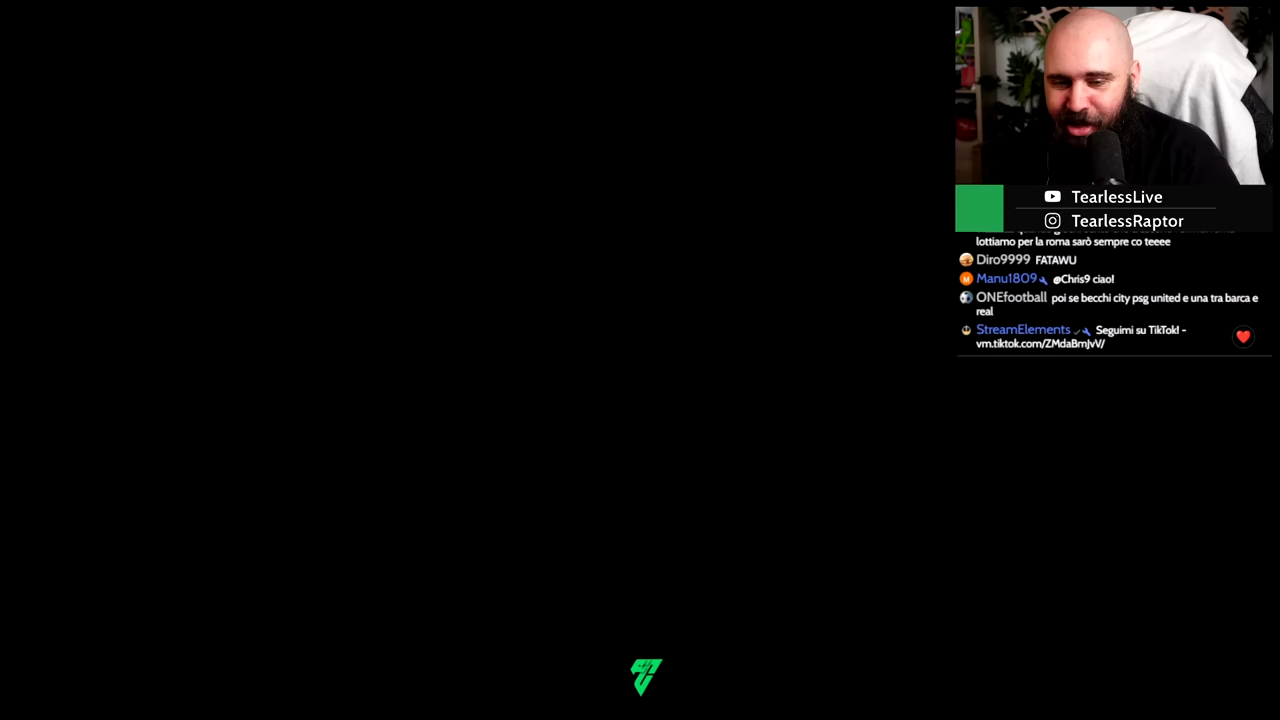 TearlessLive
TearlessRaptor
lottiamo per la roma sarò sempre co teee
Diro9999 FATAWU
M Manu1809 @Chris9 ciao!
ONEfootball poi se becchi city psg united e una tra barca e
real
StreamElements Seguimi su TikTok! -
vm.tiktok.com/ZMdaBmJvV/